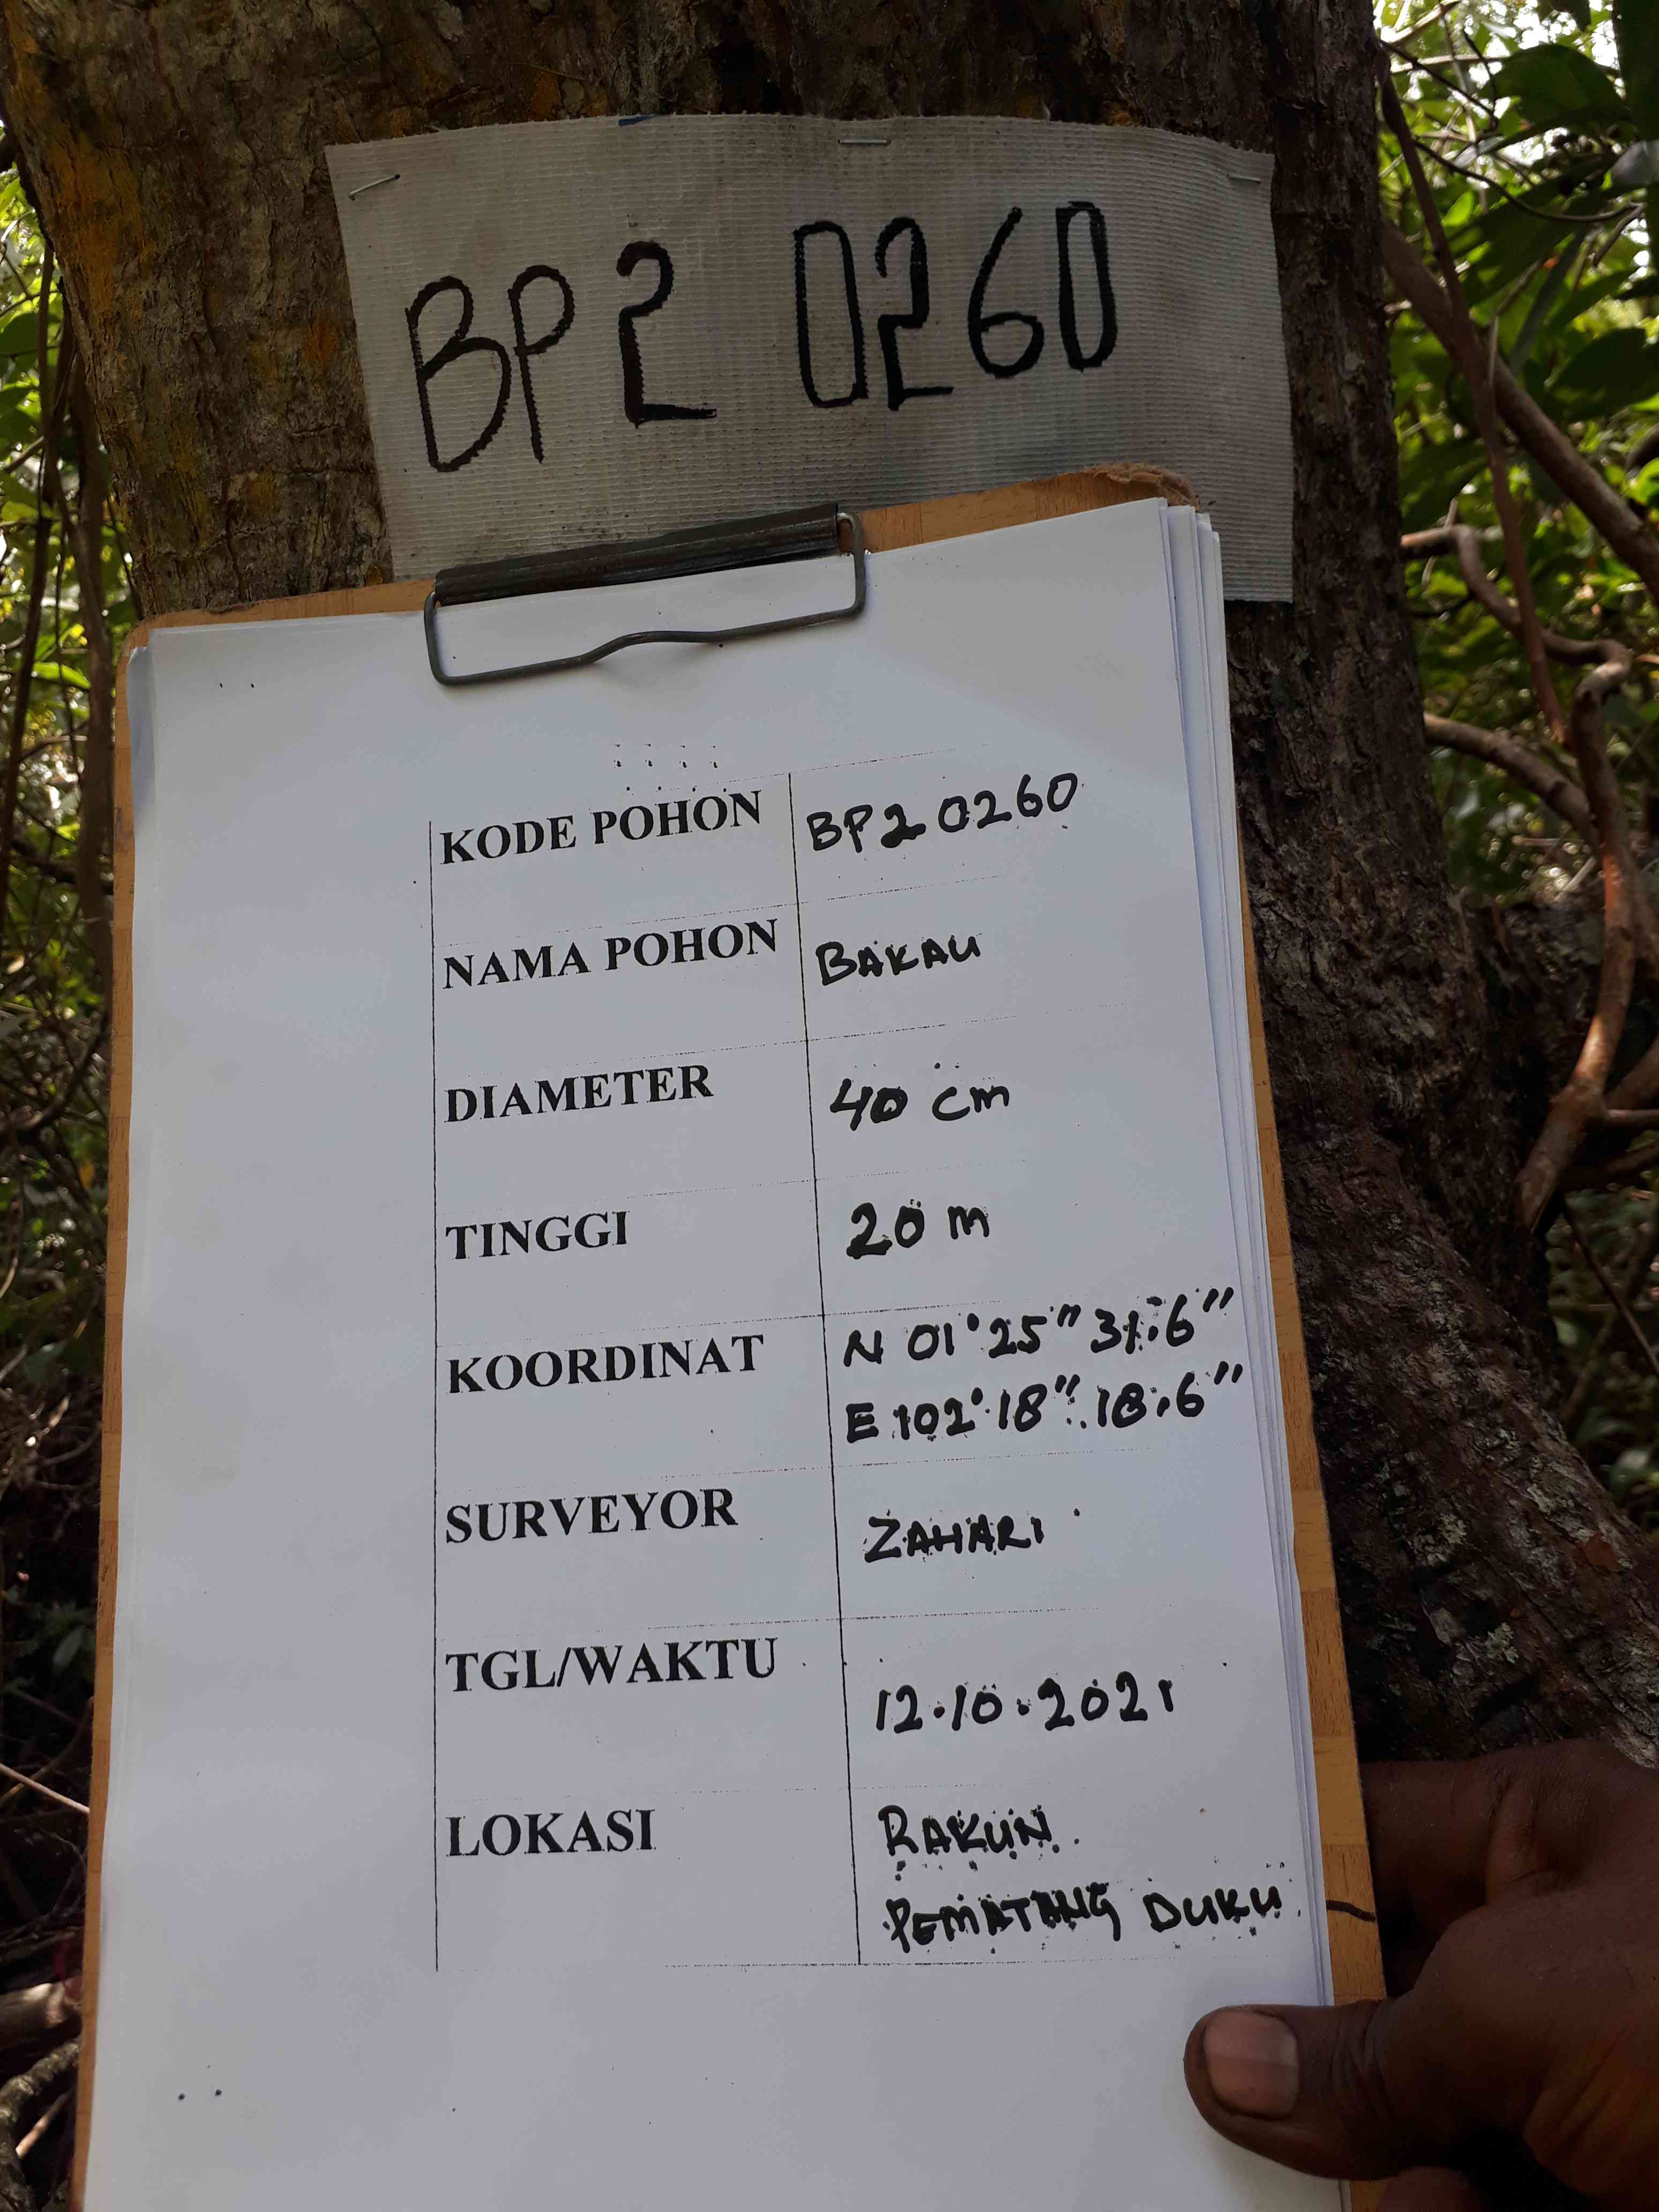 BP2 0260
KODE POHON BP2 0260
NAMA POHON BAKAU
DIAMETER 40 cm
TINGGI 20 m
KOORDINAT N 01° 25" 31.6"
E 102° 18" 18.6"
SURVEYOR ZAHARI
TGL/WAKTU 12.10.2021
LOKASI RAKUN
PEMATANG DUKU